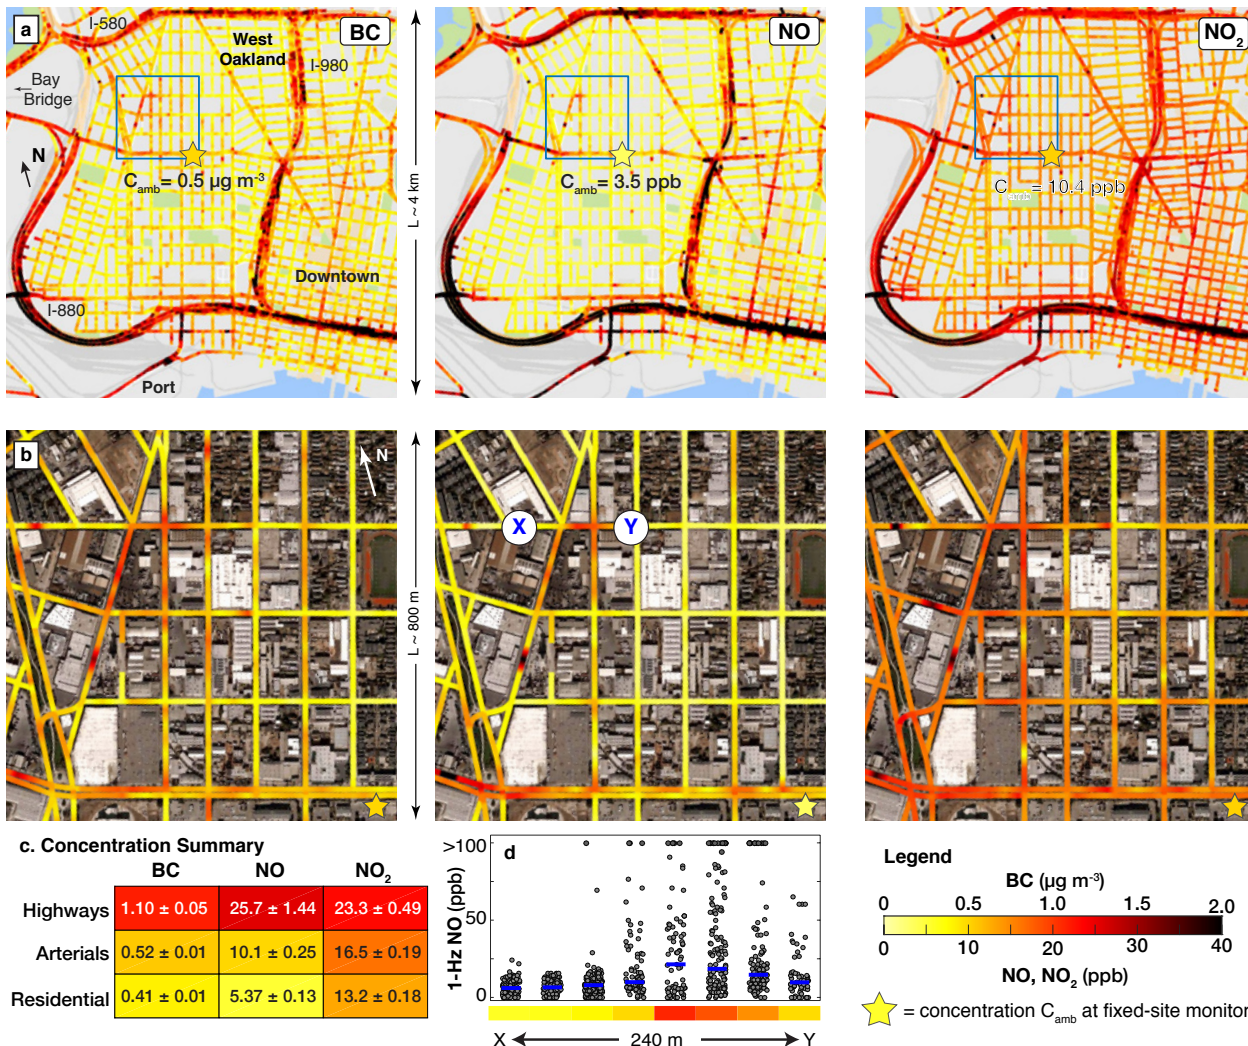 a
I-580
BC
West
Oakland
I-980
Bay
Bridge
N
C_amb = 0.5 µg m⁻³
Downtown
I-880
Port
L ~ 4 km
NO
C_amb = 3.5 ppb
NO₂
= 10.4 ppb
b
N
L ~ 800 m
X
Y
c. Concentration Summary
BC NO NO₂
Highways 1.10 ± 0.05 25.7 ± 1.44 23.3 ± 0.49
Arterials 0.52 ± 0.01 10.1 ± 0.25 16.5 ± 0.19
Residential 0.41 ± 0.01 5.37 ± 0.13 13.2 ± 0.18
d
1-Hz NO (ppb)
>100
50
0
X 240 m Y
Legend
BC (µg m⁻³)
0 0.5 1.0 1.5 2.0
0 10 20 30 40
NO, NO₂ (ppb)
= concentration C_amb at fixed-site monitor